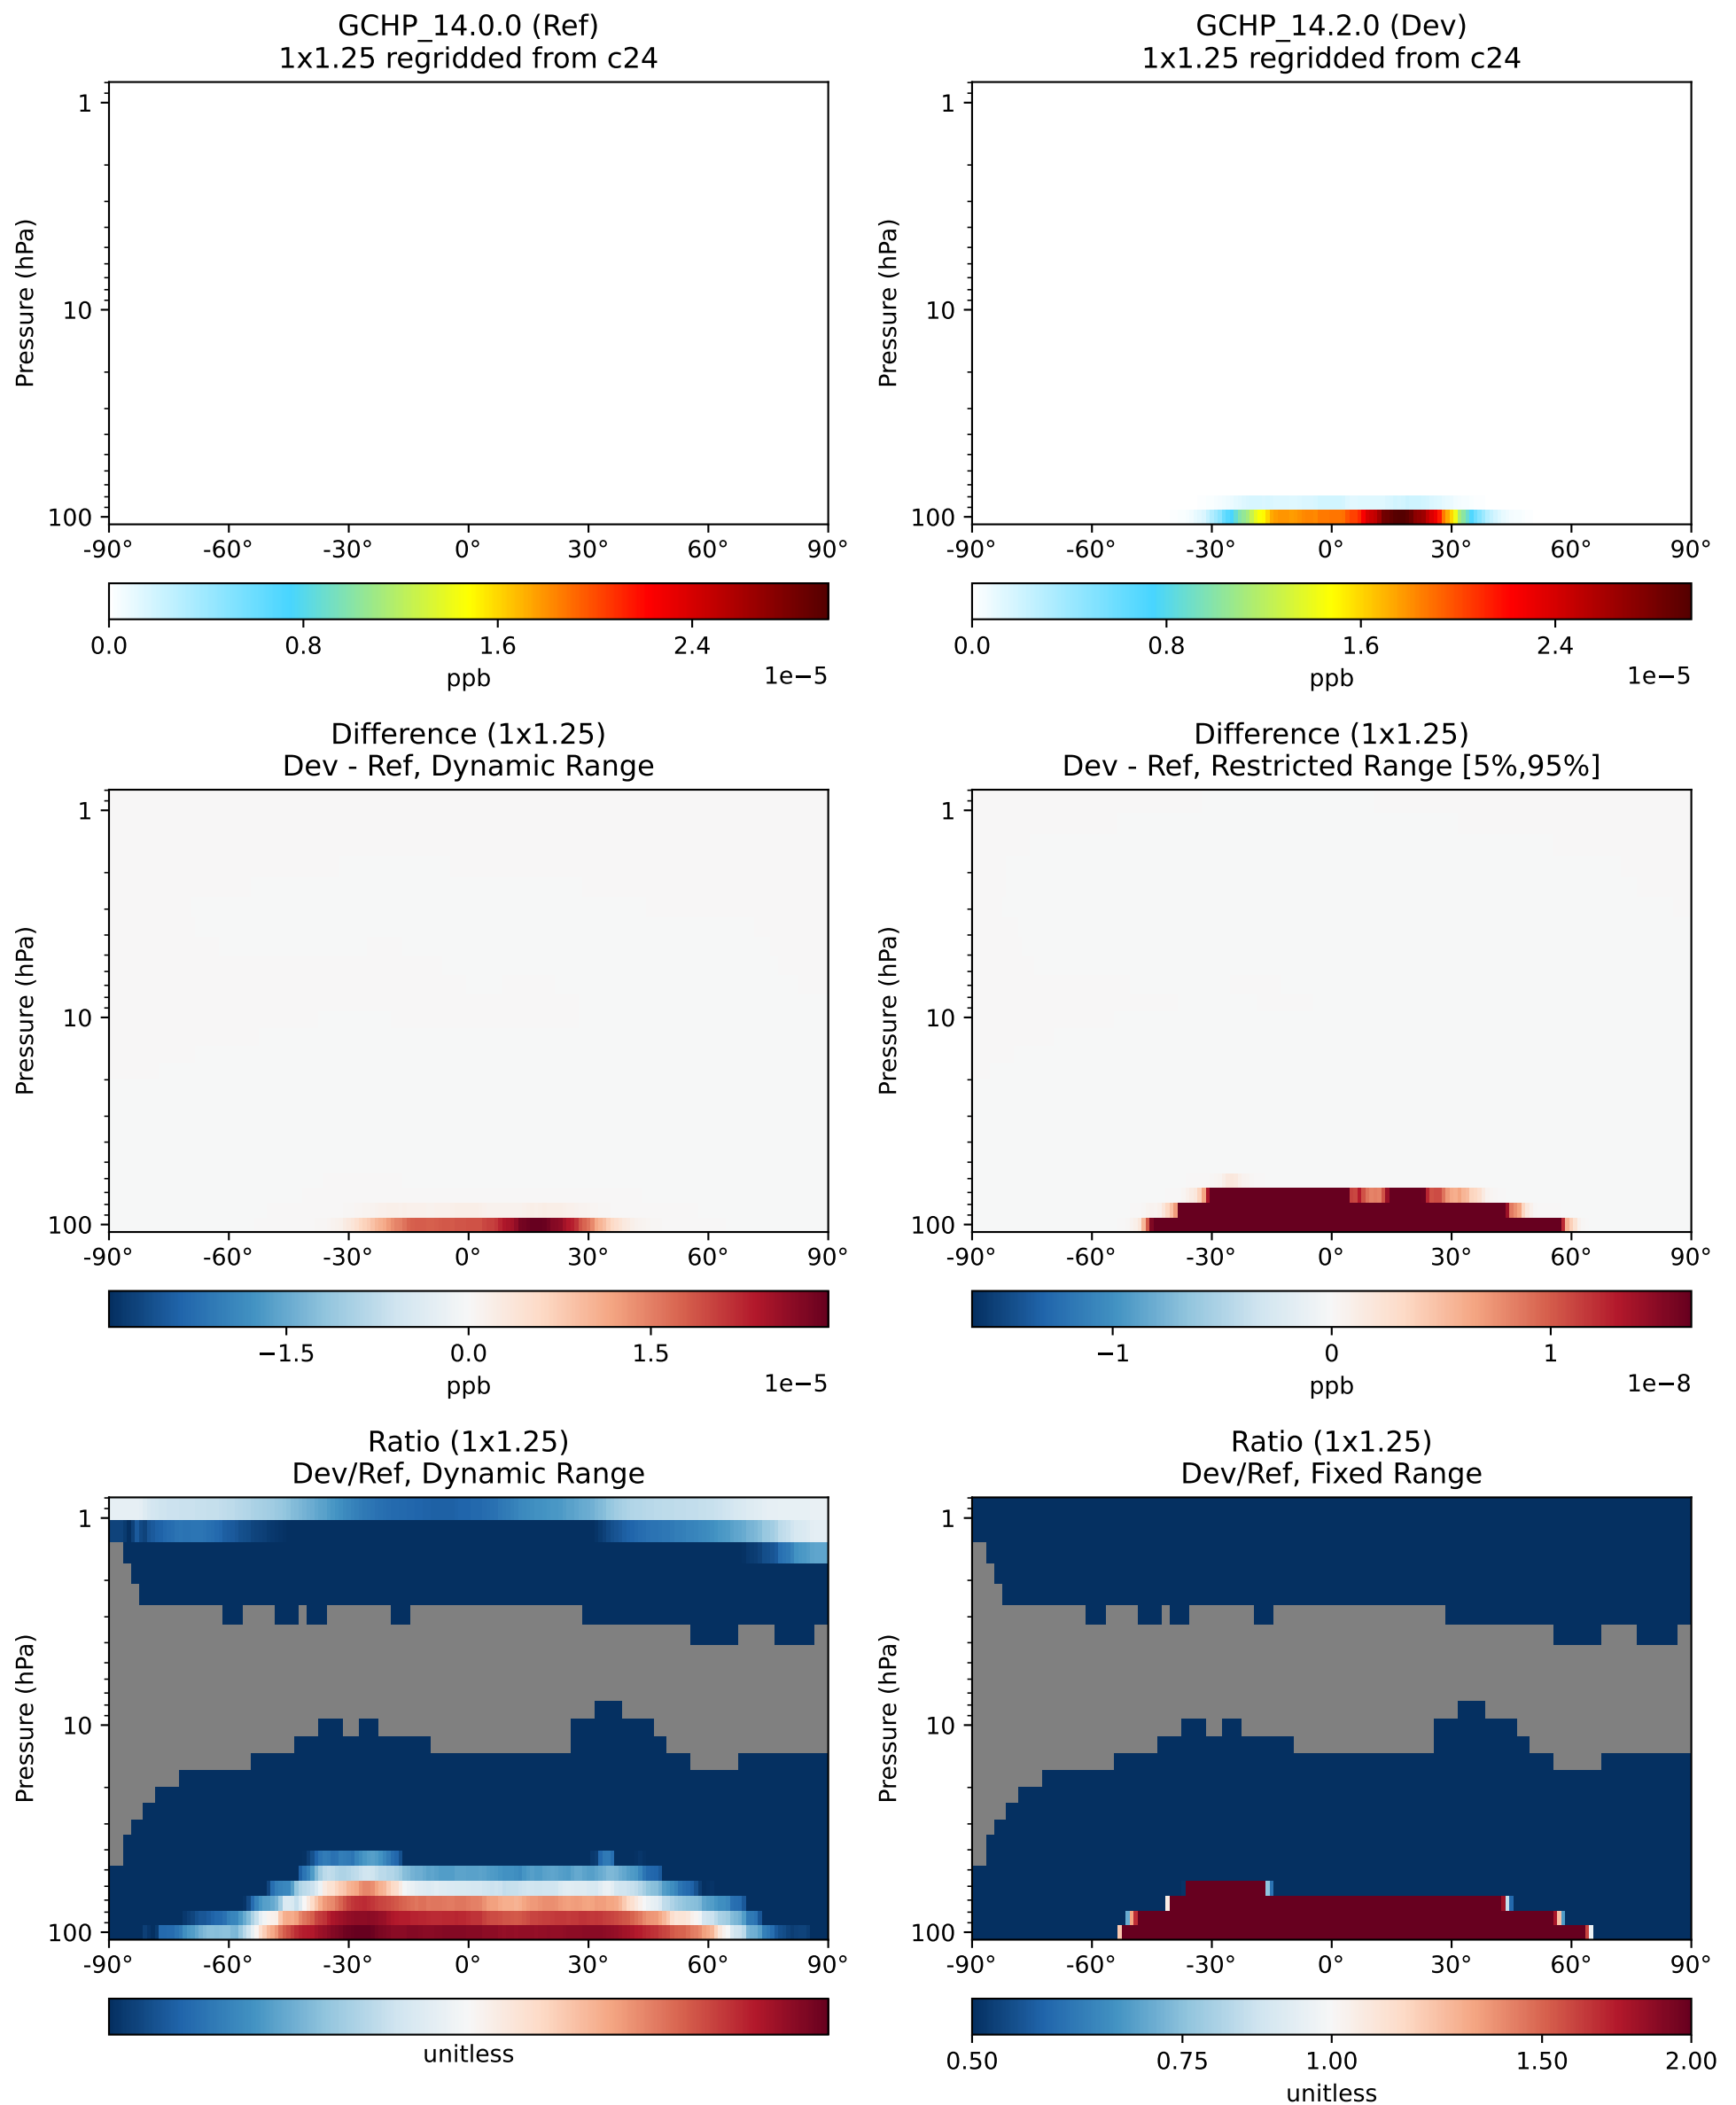 GCHP_14.0.0 (Ref)
1x1.25 regridded from c24
Pressure (hPa)
1
10
100
-90° -60° -30° 0° 30° 60° 90°
0.0 0.8 1.6 2.4
1e−5
ppb
GCHP_14.2.0 (Dev)
1x1.25 regridded from c24
Pressure (hPa)
1
10
100
-90° -60° -30° 0° 30° 60° 90°
0.0 0.8 1.6 2.4
1e−5
ppb
Difference (1x1.25)
Dev - Ref, Dynamic Range
Pressure (hPa)
1
10
100
-90° -60° -30° 0° 30° 60° 90°
−1.5 0.0 1.5
1e−5
ppb
Difference (1x1.25)
Dev - Ref, Restricted Range [5%,95%]
Pressure (hPa)
1
10
100
-90° -60° -30° 0° 30° 60° 90°
−1 0 1
1e−8
ppb
Ratio (1x1.25)
Dev/Ref, Dynamic Range
Pressure (hPa)
1
10
100
-90° -60° -30° 0° 30° 60° 90°
unitless
Ratio (1x1.25)
Dev/Ref, Fixed Range
Pressure (hPa)
1
10
100
-90° -60° -30° 0° 30° 60° 90°
0.50 0.75 1.00 1.50 2.00
unitless